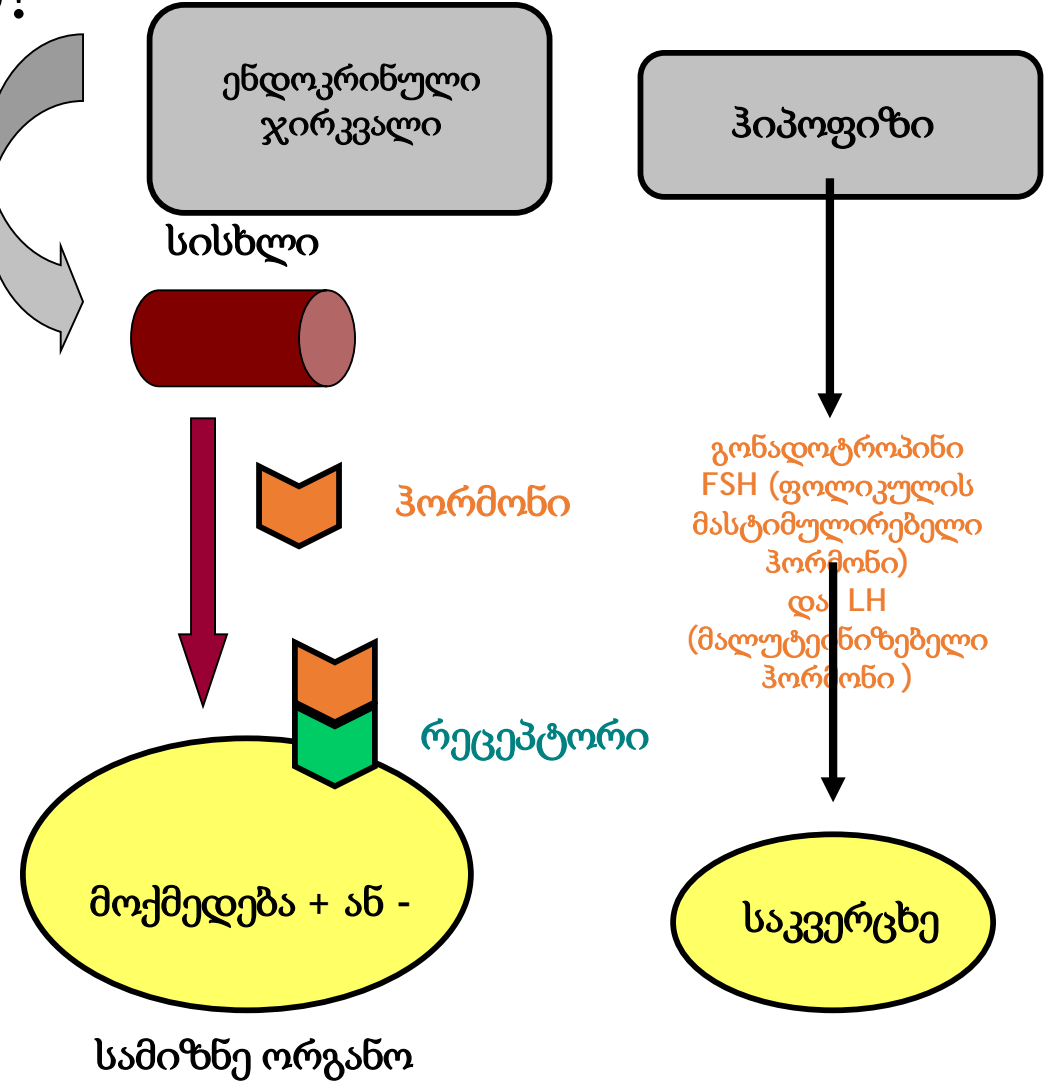 ენდოკრინული
ჯირკვალი
სისხლი
ჰორმონი
რეცეპტორი
მოქმედება + ან -
სამიზნე ორგანო
ჰიპოფიზი
გონადოტროპინი
FSH (ფოლიკულის
მასტიმულირებელი
ჰორმონი)
და LH
(მალუტეინიზებელი
ჰორმონი )
საკვერცხე